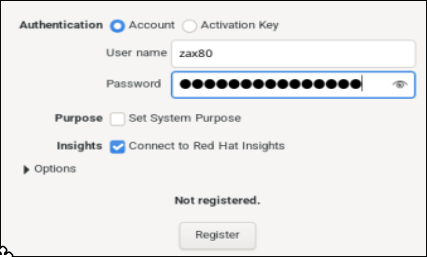 Authentication Account Activation Key
User name zax80
Password ●●●●●●●●●●●●●●●
Purpose Set System Purpose
Insights Connect to Red Hat Insights
Options
Not registered.
Register